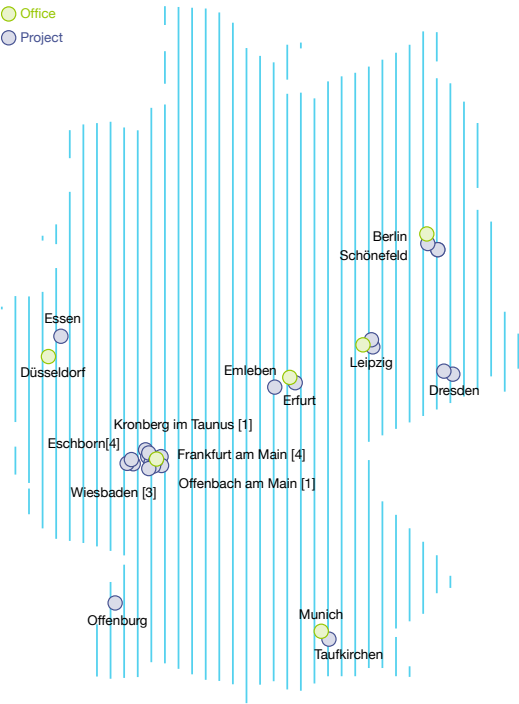 Office
Project
Berlin
Schönefeld
Essen
Düsseldorf
Leipzig
Emleben
Erfurt
Dresden
Kronberg im Taunus [1]
Eschborn[4]
Frankfurt am Main [4]
Offenbach am Main [1]
Wiesbaden [3]
Munich
Offenburg
Taufkirchen